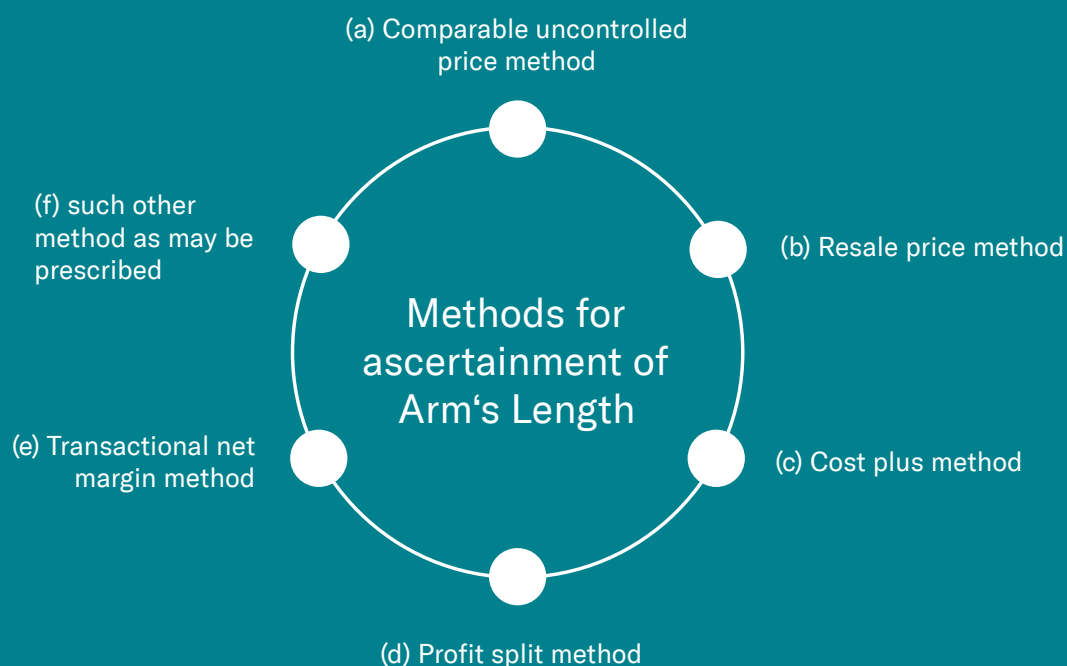 (a) Comparable uncontrolled
price method
(b) Resale price method
(c) Cost plus method
(d) Profit split method
(e) Transactional net
margin method
(f) such other
method as may be
prescribed
Methods for
ascertainment of
Arm‘s Length